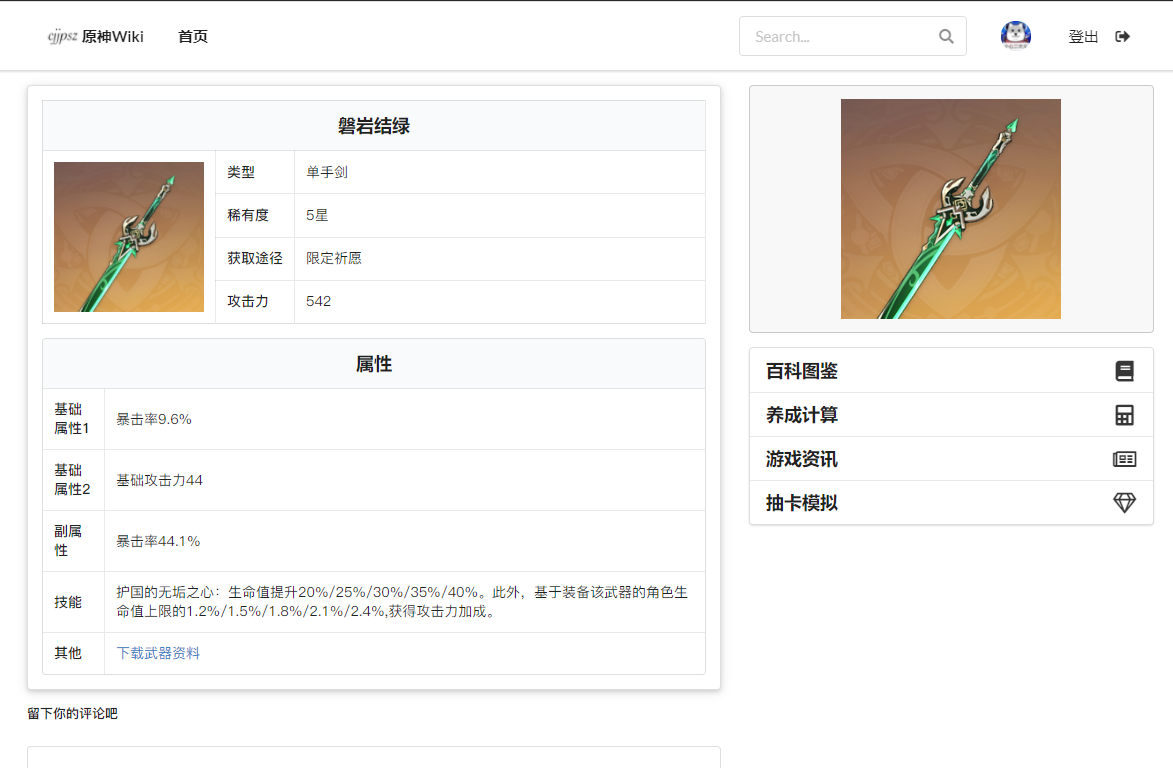 cjjpsz 原神Wiki 首页 Search... 登出
磐岩结绿
类型 单手剑
稀有度 5星
获取途径 限定祈愿
攻击力 542
属性
基础
属性1
暴击率9.6%
基础
属性2
基础攻击力44
副属
性
暴击率44.1%
技能
护国的无垢之心：生命值提升20%/25%/30%/35%/40%。此外，基于装备该武器的角色生
命值上限的1.2%/1.5%/1.8%/2.1%/2.4%,获得攻击力加成。
其他 下载武器资料
留下你的评论吧
百科图鉴
养成计算
游戏资讯
抽卡模拟